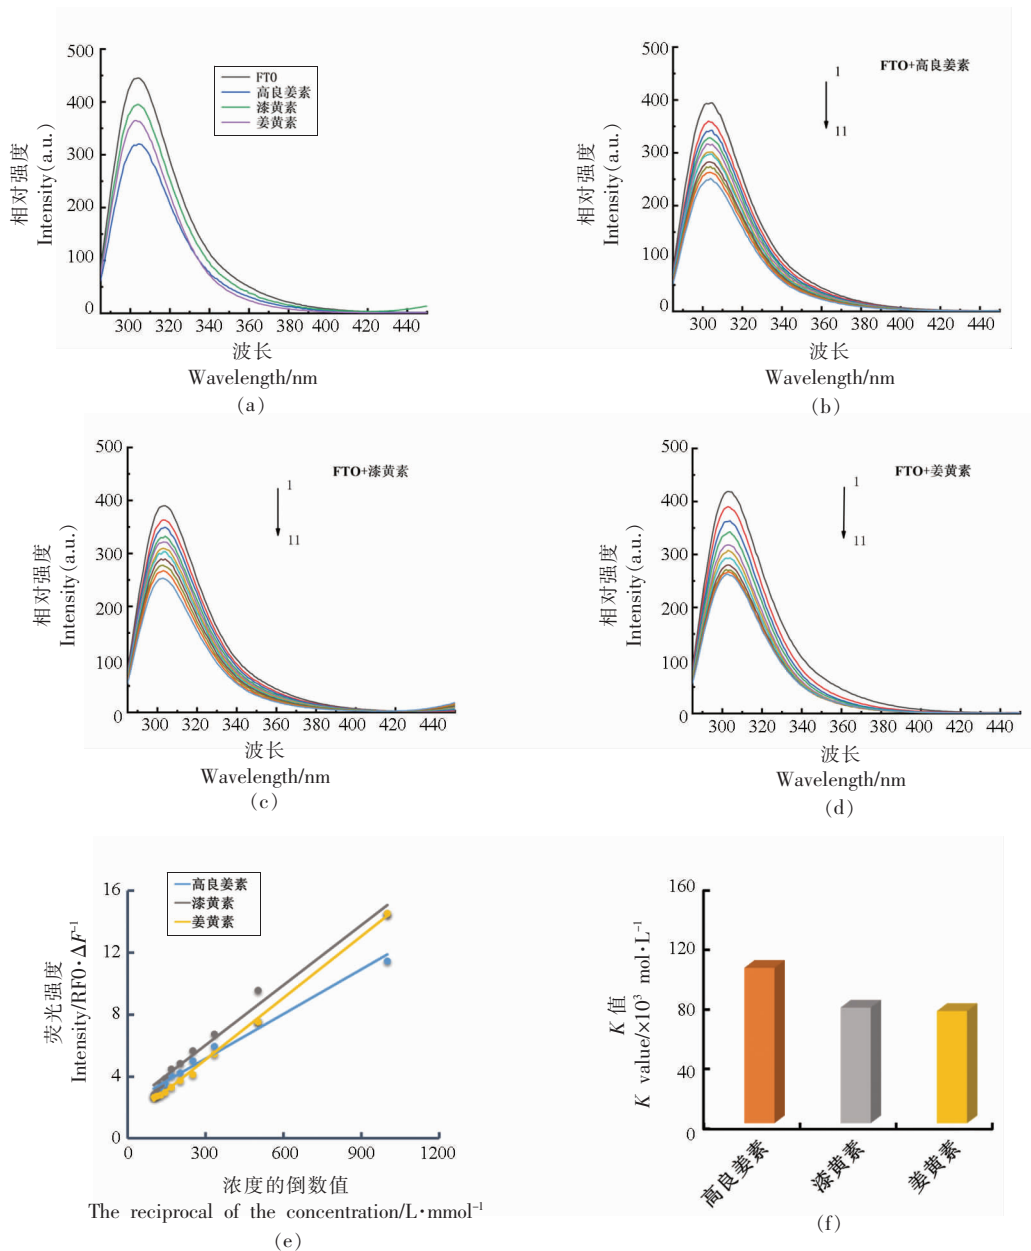 500
400
300
200
100
0
相对强度
Intensity(a.u.)
FTO
高良姜素
漆黄素
姜黄素
300 320 340 360 380 400 420 440
波长
Wavelength/nm
(a)
500
400
300
200
100
0
相对强度
Intensity(a.u.)
FTO+高良姜素
1
11
300 320 340 360 380 400 420 440
波长
Wavelength/nm
(b)
500
400
300
200
100
0
相对强度
Intensity(a.u.)
FTO+漆黄素
1
11
300 320 340 360 380 400 420 440
波长
Wavelength/nm
(c)
500
400
300
200
100
0
相对强度
Intensity(a.u.)
FTO+姜黄素
1
11
300 320 340 360 380 400 420 440
波长
Wavelength/nm
(d)
16
12
8
4
0
荧光强度
Intensity/RF0·ΔF⁻¹
高良姜素
漆黄素
姜黄素
0 300 600 900 1200
浓度的倒数值
The reciprocal of the concentration/L·mmol⁻¹
(e)
160
120
80
40
0
K 值
K value/×10³ mol·L⁻¹
高良姜素
漆黄素
姜黄素
(f)